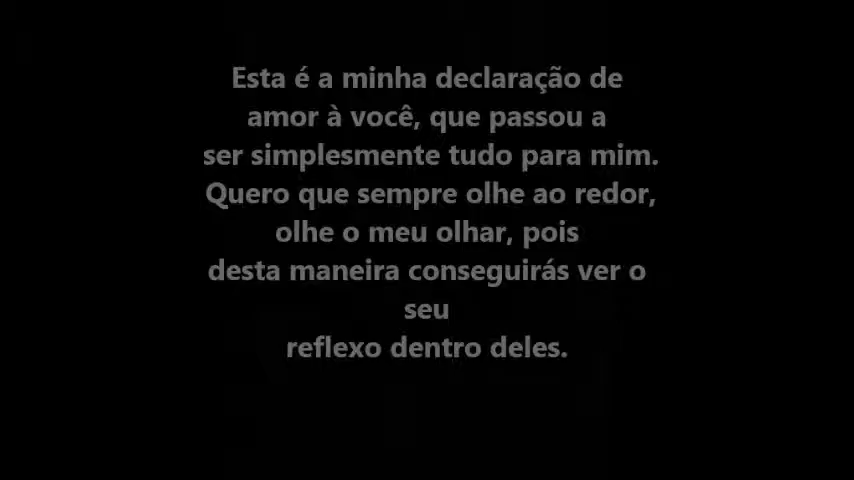 Esta é a minha declaração de
amor à você, que passou a
ser simplesmente tudo para mim.
Quero que sempre olhe ao redor,
olhe o meu olhar, pois
desta maneira conseguirás ver o
seu
reflexo dentro deles.